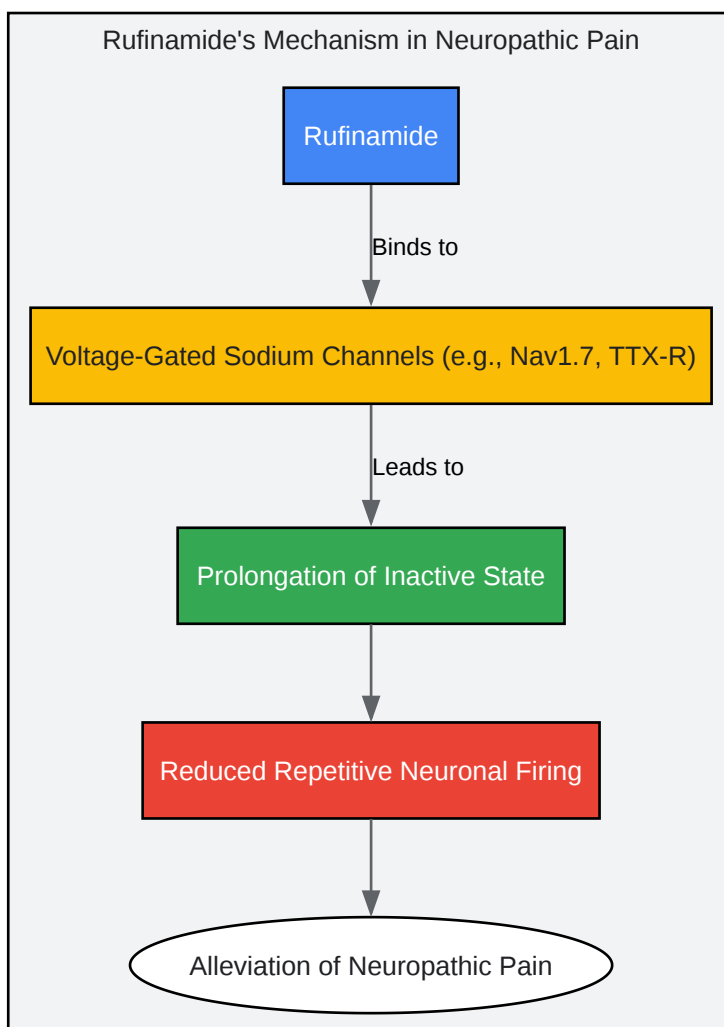 Rufinamide's Mechanism in Neuropathic Pain
Rufinamide
Binds to
Voltage-Gated Sodium Channels (e.g., Nav1.7, TTX-R)
Leads to
Prolongation of Inactive State
Reduced Repetitive Neuronal Firing
Alleviation of Neuropathic Pain